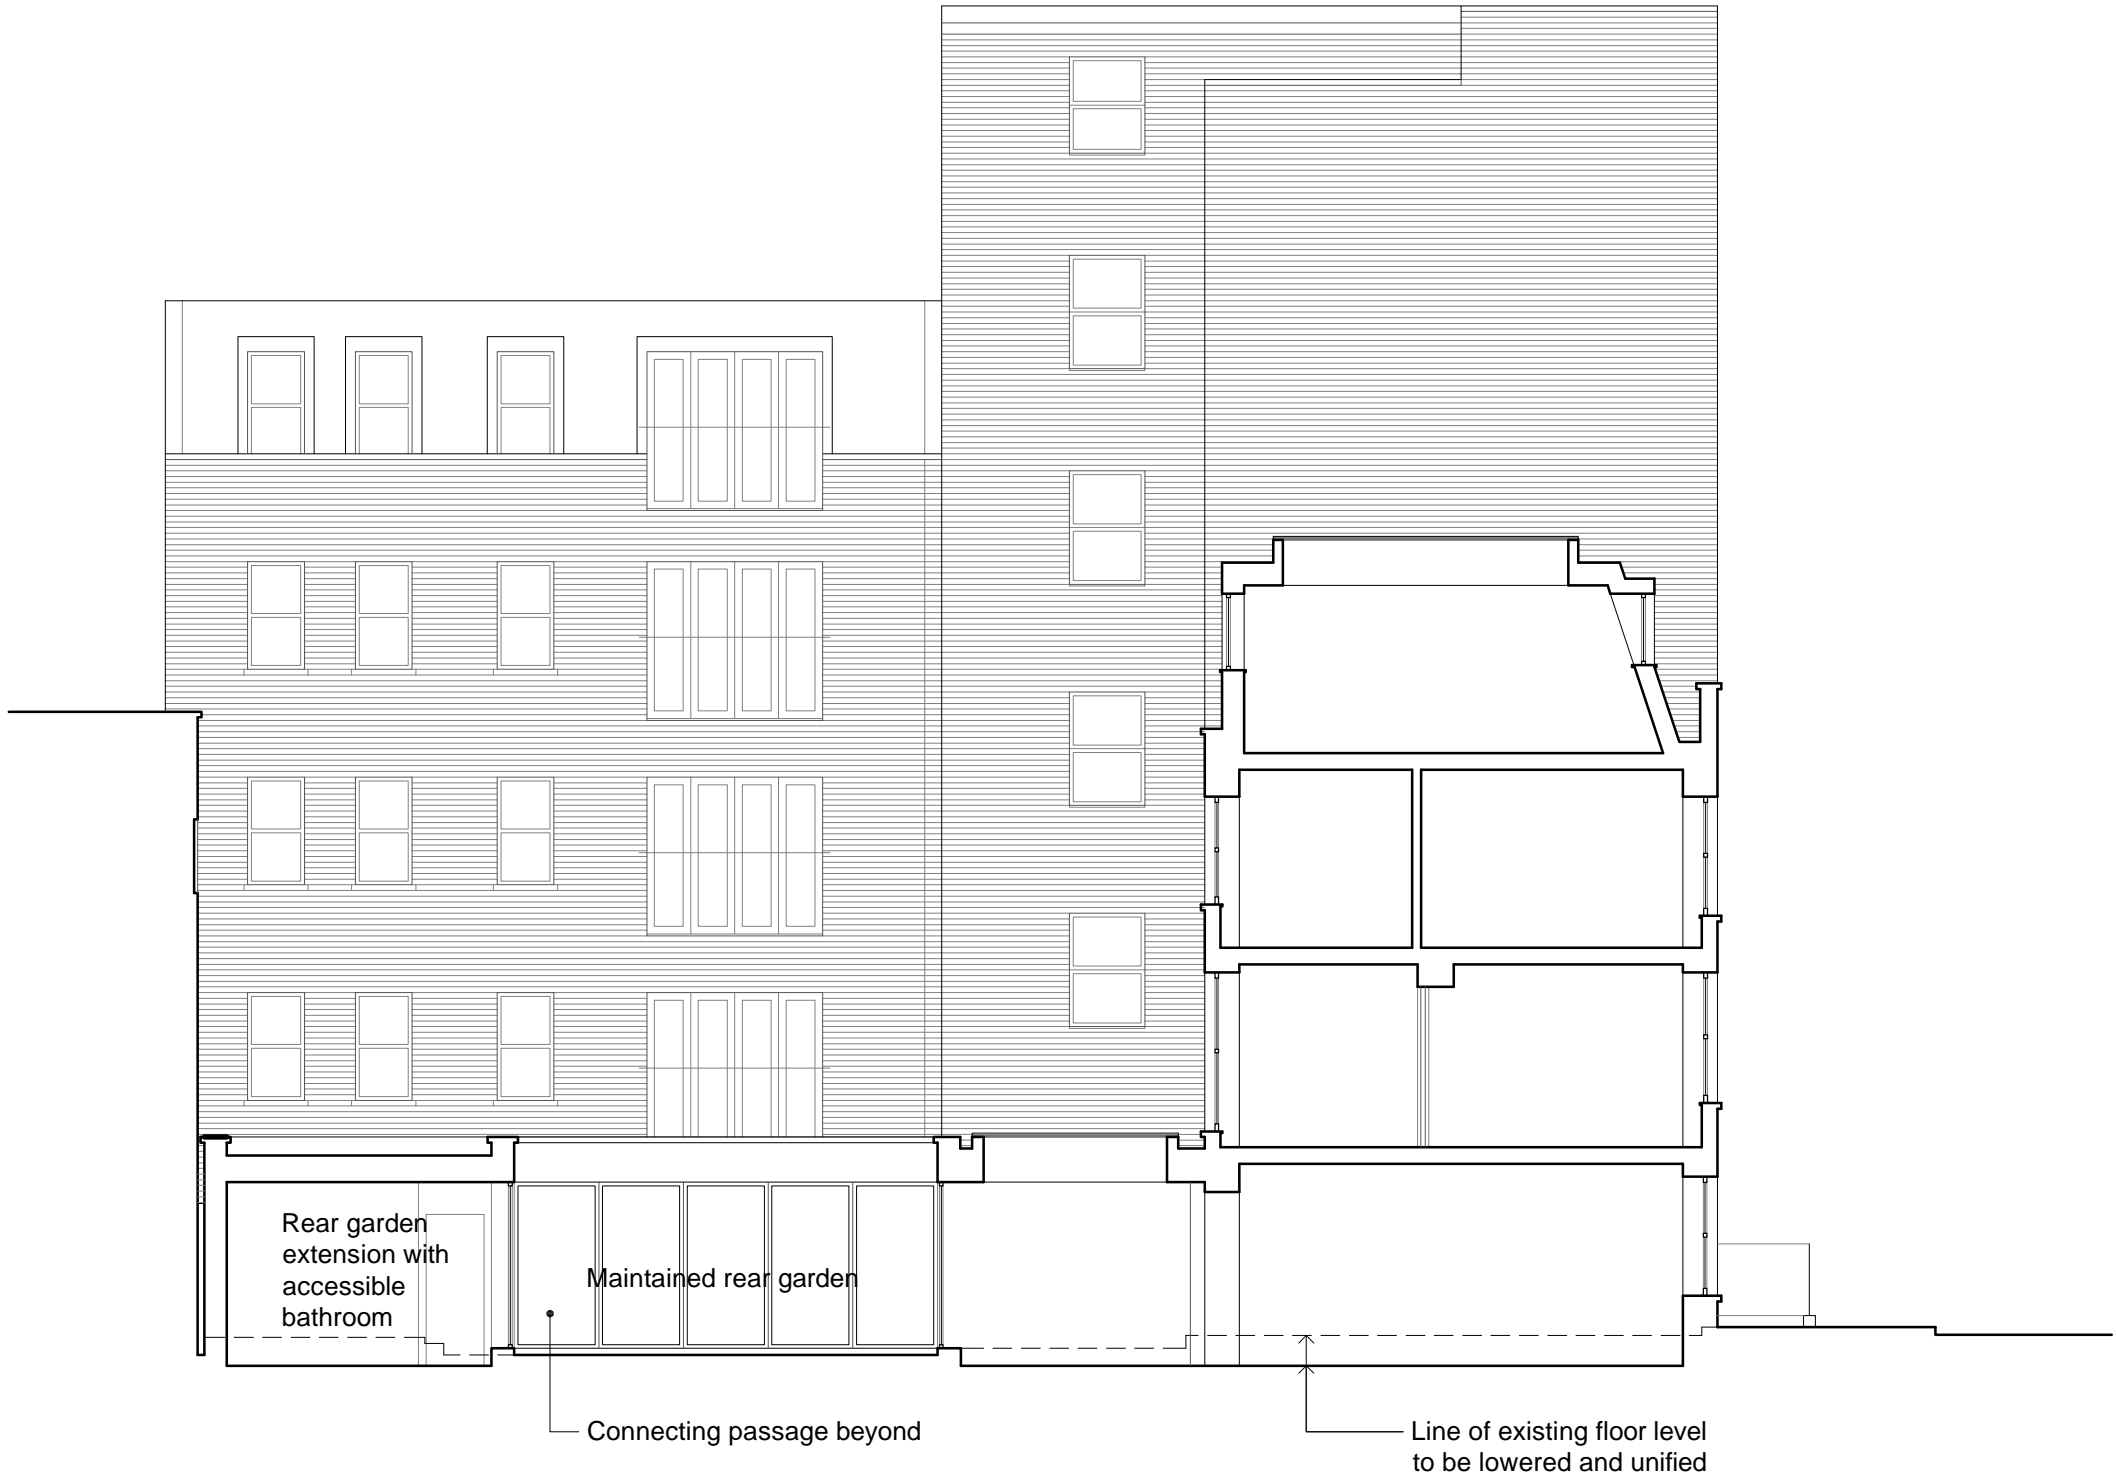 Rear garden
extension with
accessible
bathroom
Maintained rear garden
Connecting passage beyond
Line of existing floor level
to be lowered and unified